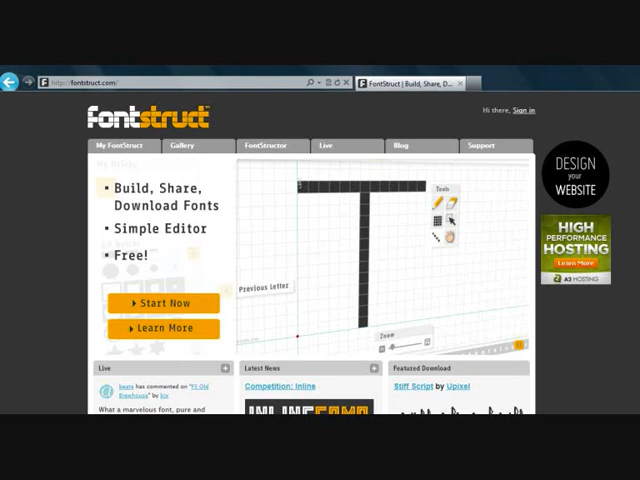 http://fontstruct.com/
FontStruct | Build, Share, D...
fontstruct
Hi there, Sign in
My FontStruct
Gallery
FontStructor
Live
Blog
Support
Build, Share,
Download Fonts
Simple Editor
Free!
Start Now
Learn More
Previous Letter
Tools
Zoom
DESIGN
your
WEBSITE
HIGH
PERFORMANCE
HOSTING
Learn More
A2 HOSTING
Live
beate has commented on "FS Old
Brewhouse" by kix
What a marvelous font, pure and
Latest News
Competition: Inline
INLINECOMP
Featured Download
Stiff Script by Upixel